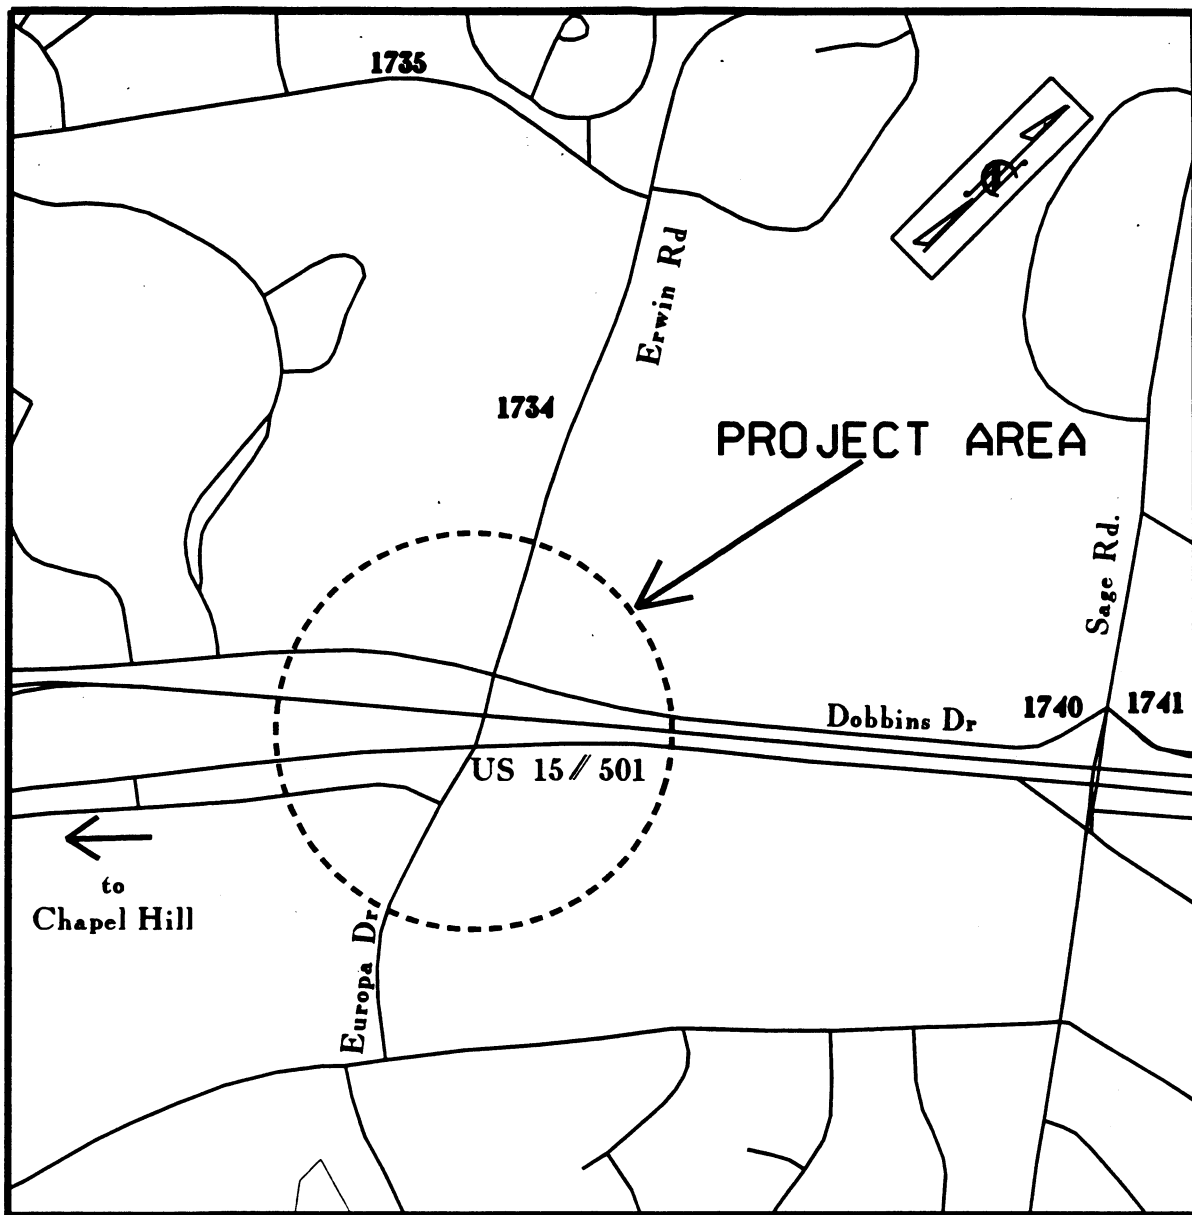 1735
Erwin Rd
1734
PROJECT AREA
Sage Rd.
1740
1741
Dobbins Dr
US 15 // 501
to
Chapel Hill
Europa Dr